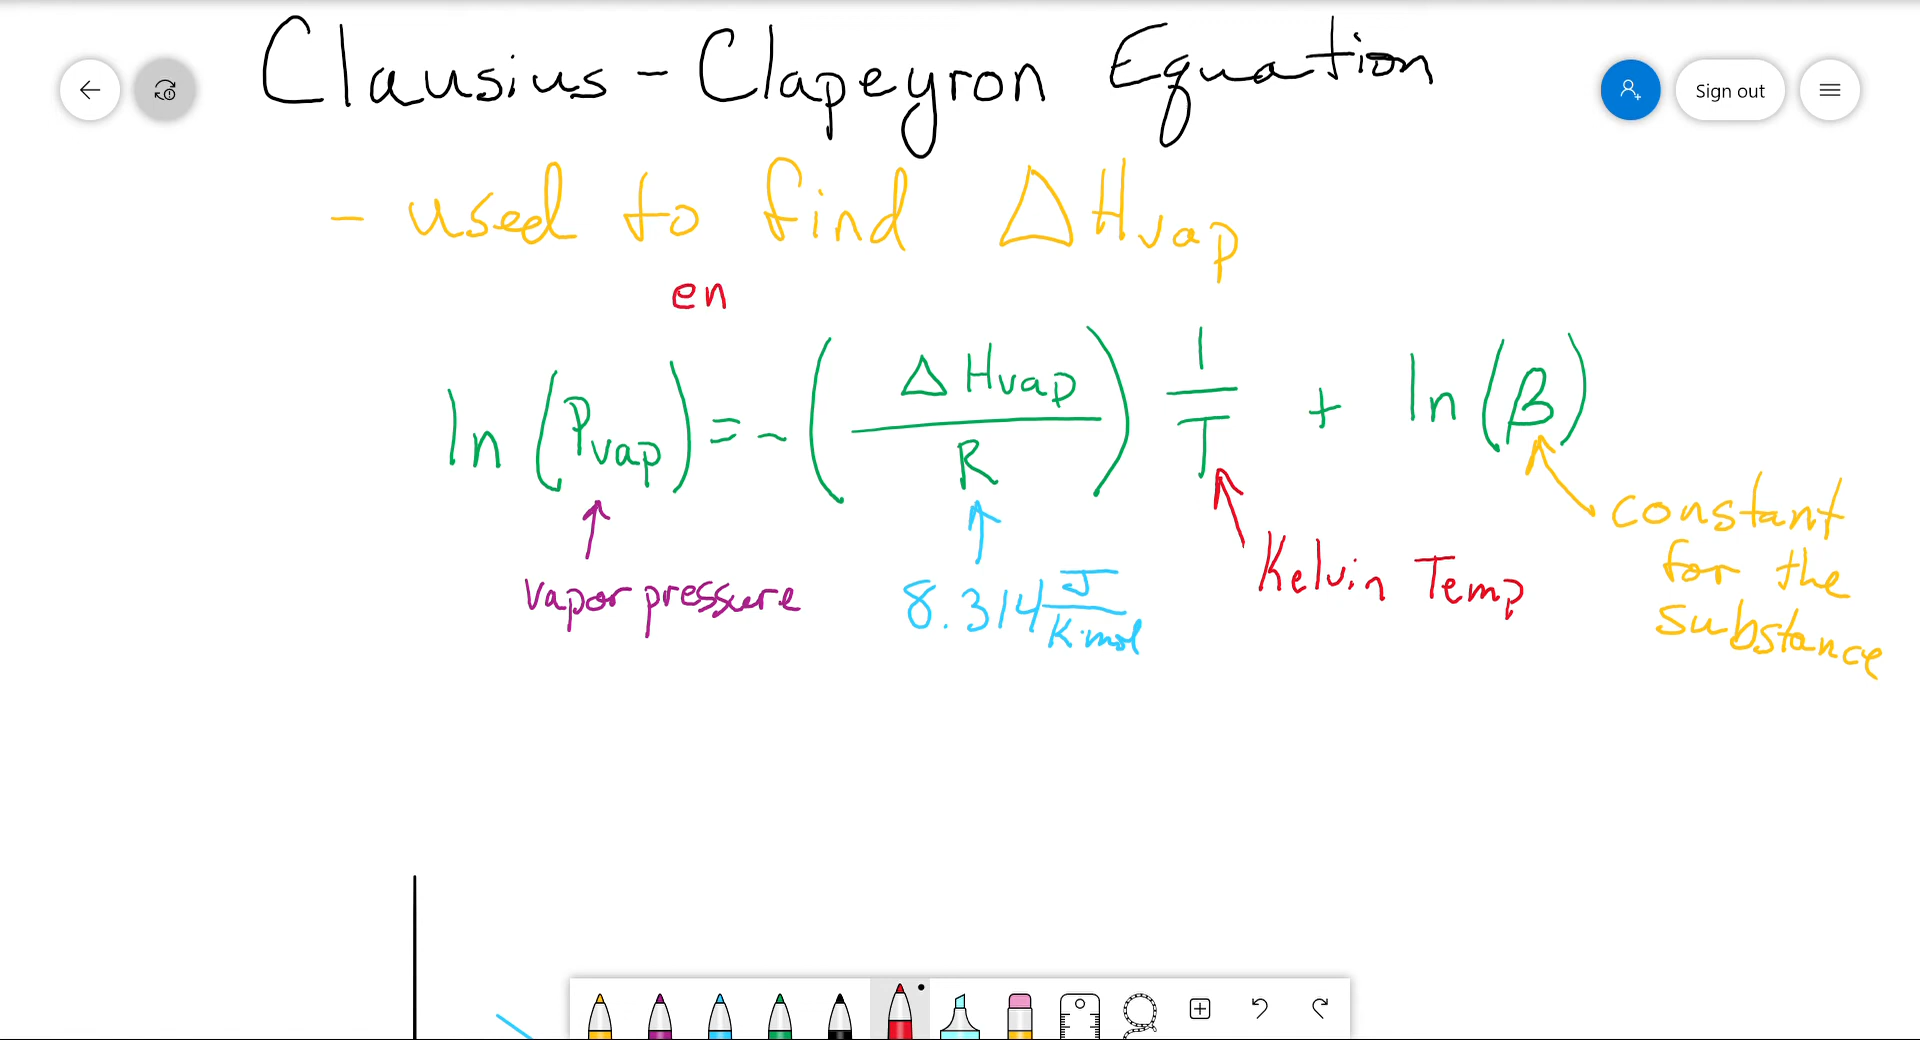 Clausius - Clapeyron Equation
Sign out
- used to find ΔHvap
en
ln (Pvap) = - (ΔHvap / R) 1/T + ln (β)
vapor pressure
8.314 J/K·mol
Kelvin Temp
constant
for the
substance